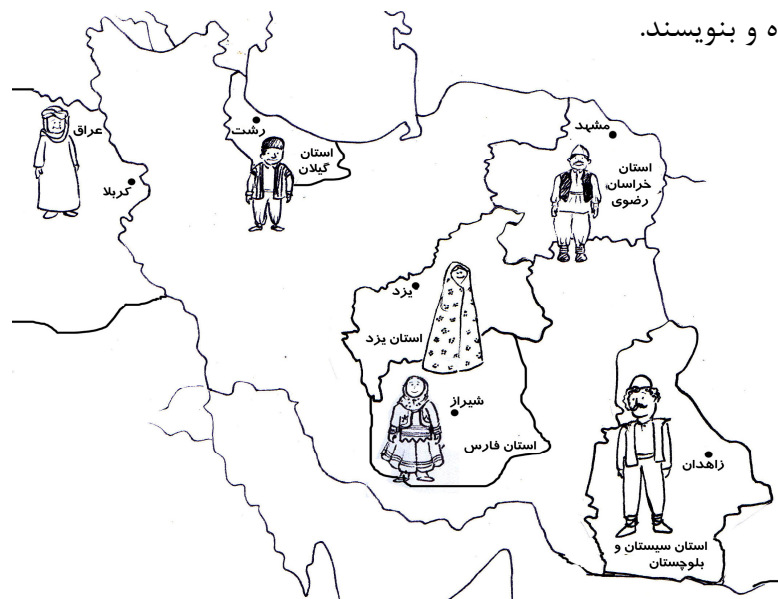 ه و بنویسند.
عراق
کربلا
رشت
استان
گیلان
مشهد
استان
خراسان
رضوی
یزد
استان یزد
شیراز
استان فارس
زاهدان
استان سیستان و
بلوچستان